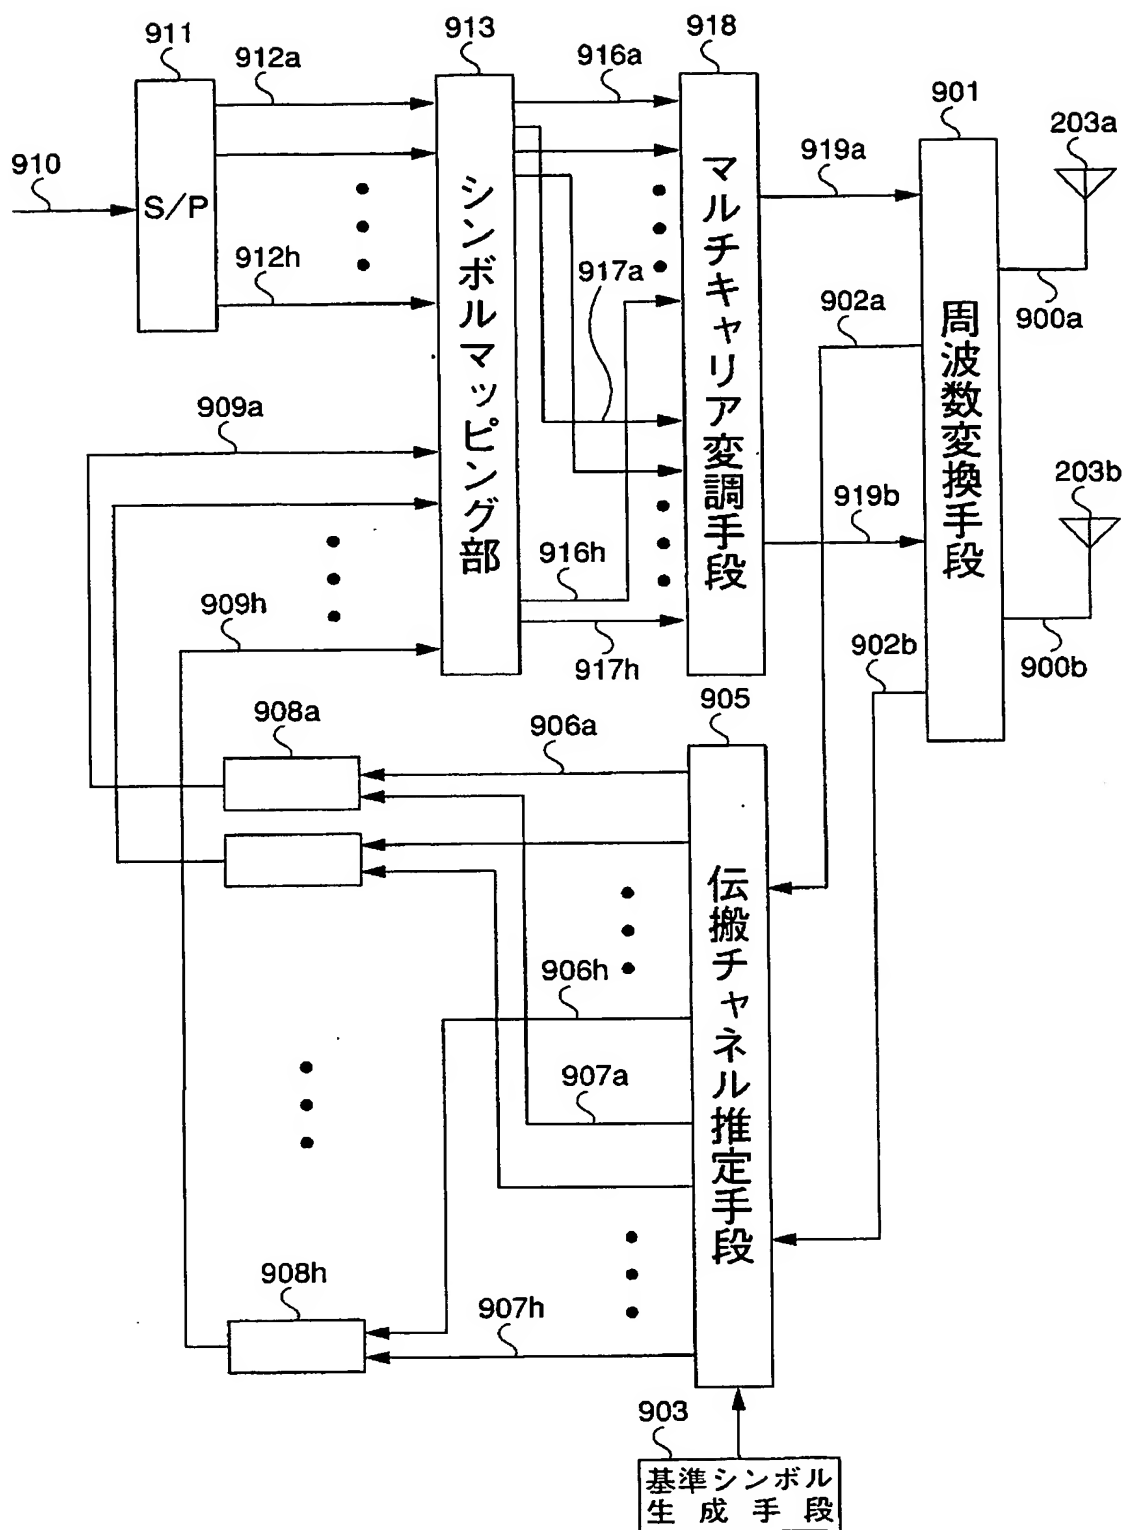 911
913
918
912a
916a
901
203a
910
S/P
919a
912h
917a
902a
900a
シンボルマッピング部
マルチキャリア変調手段
周波数変換手段
909a
919b
203b
916h
909h
902b
917h
900b
908a
906a
905
伝搬チャネル推定手段
906h
907a
908h
907h
903
基準シンボル
生成手段